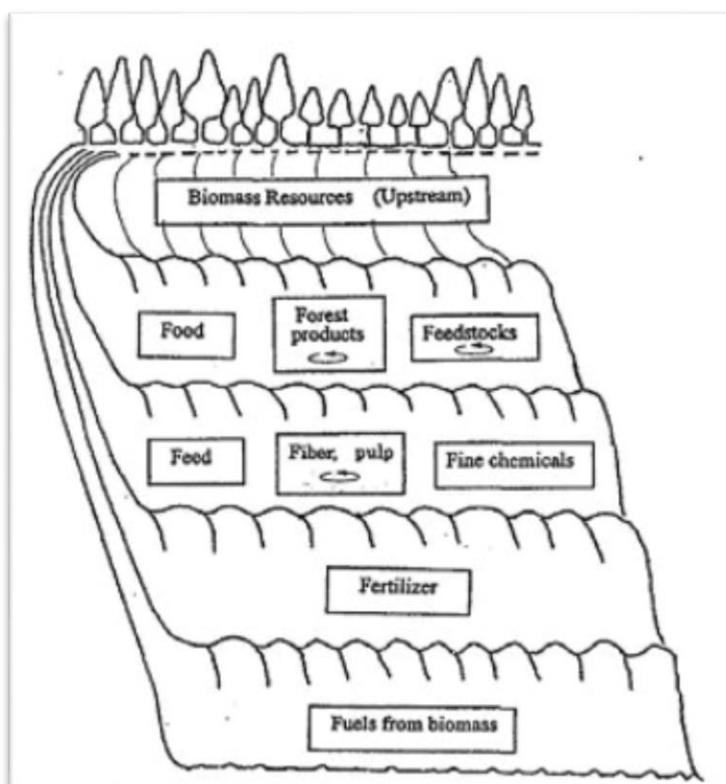 Biomass Resources (Upstream)
Food
Forest
products
Feedstocks
Feed
Fiber, pulp
Fine chemicals
Fertilizer
Fuels from biomass